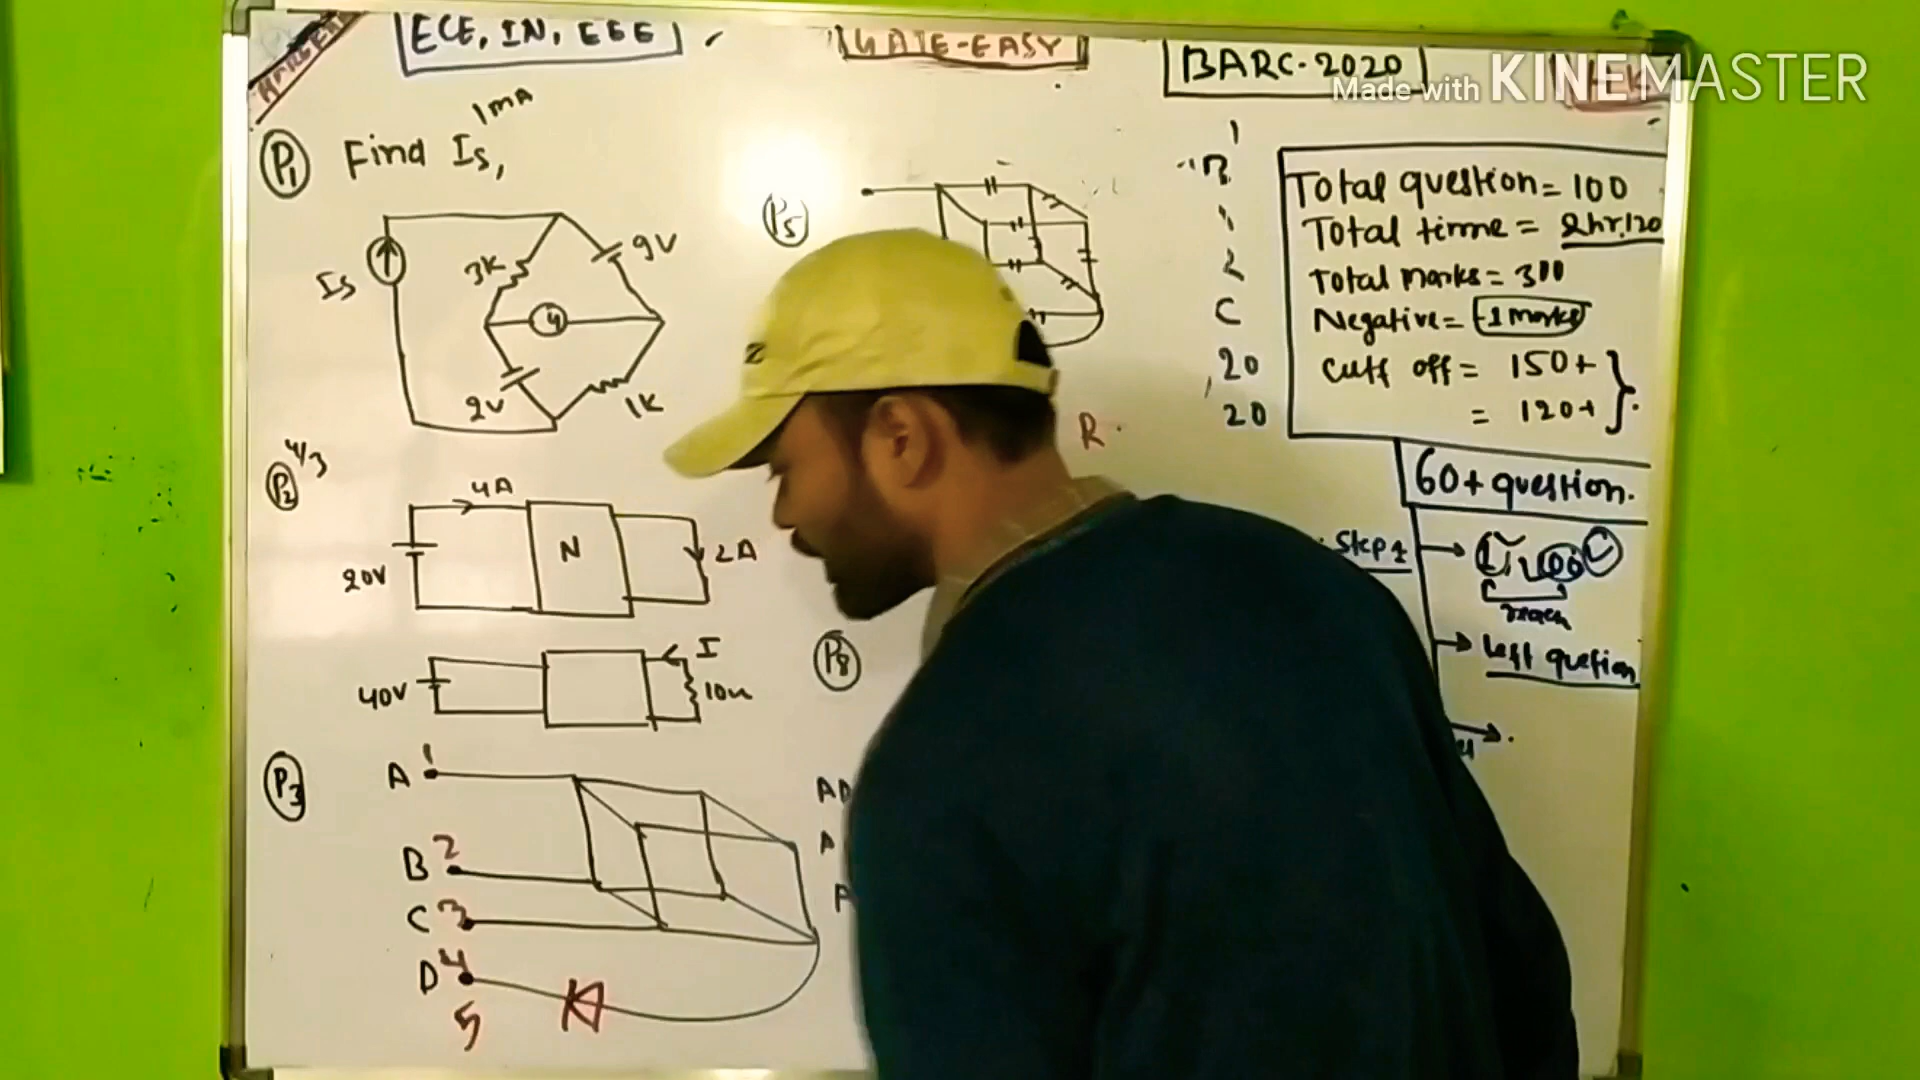 ECE, IN, EEE
GATE-EASY
BARC-2020
Made with KINEMASTER
1mA
P1 Find Is,
Is
3K
9V
4
2V
1K
4/3
P2
4A
20V
N
2A
40V
I
10Ω
P3
A 1
B 2
C 3
D 4
5
P5
P8
R
C
20
20
Total question = 100
Total time = 2hr, 120
Total marks = 300
Negative = -1 marks
Cutt off = 150+
= 120+
60+ question.
Step 1
left question